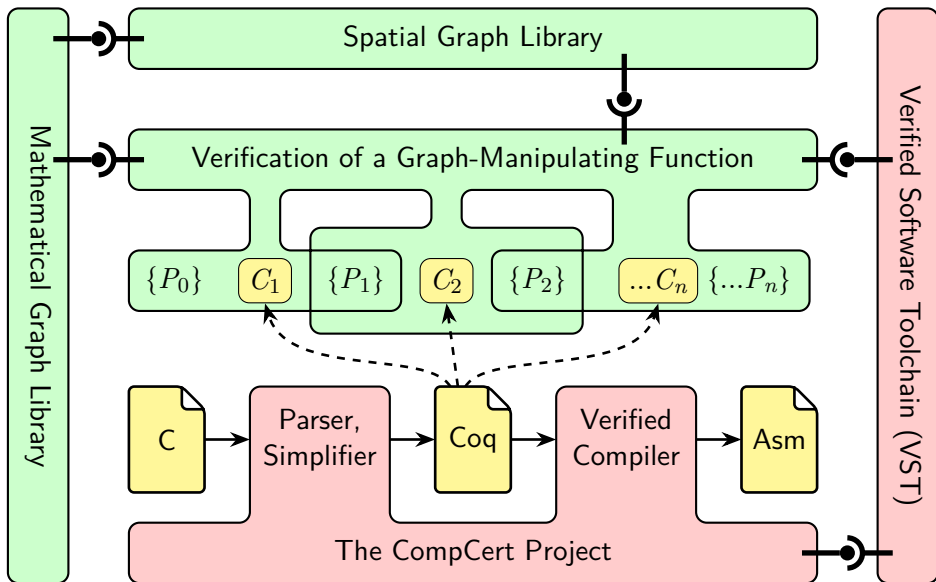 Mathematical Graph Library
Spatial Graph Library
Verification of a Graph-Manipulating Function
{P₀} C₁ {P₁} C₂ {P₂} ...Cₙ {...Pₙ}
C
Parser,
Simplifier
Coq
Verified
Compiler
Asm
The CompCert Project
Verified Software Toolchain (VST)